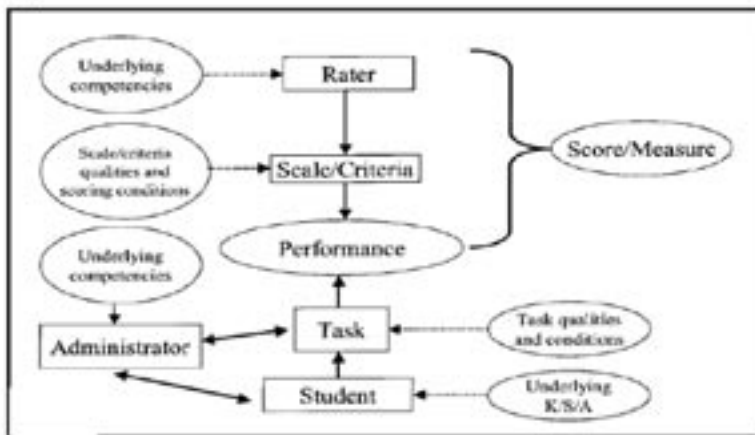 Underlying
competencies
Rater
Scale/criteria
qualities and
scoring conditions
Scale/Criteria
Score/Measure
Performance
Underlying
competencies
Administrator
Task
Task qualities
and conditions
Student
Underlying
K/S/A